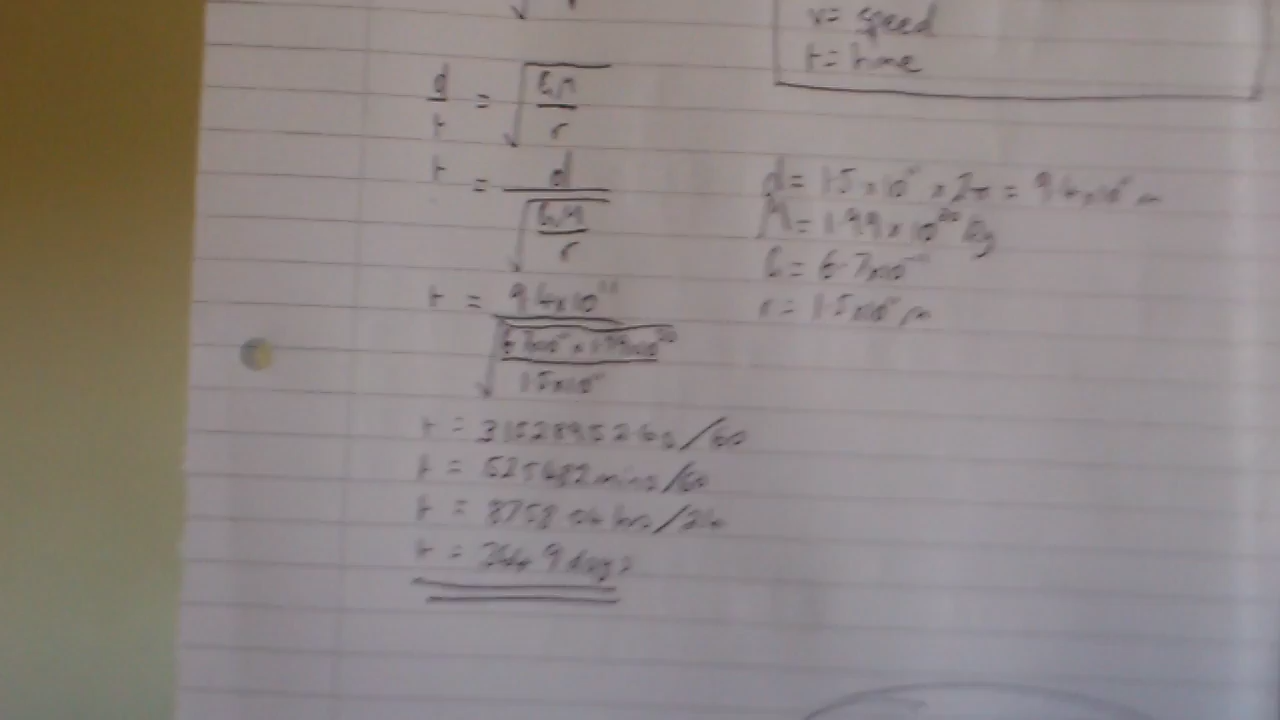 v = speed
t = time
d/t = √(GM/r)
t = d/√(GM/r)
d = 1.5 × 10¹¹ × 2π = 9.4 × 10¹¹ m
M = 1.99 × 10³⁰ kg
G = 6.7 × 10⁻¹¹
r = 1.5 × 10¹¹ m
t = 9.4 × 10¹¹/√(6.7 × 10⁻¹¹ × 1.99 × 10³⁰/1.5 × 10¹¹)
t = 31528952.6s/60
t = 525482 mins/60
t = 8758.04 hrs/24
t = 364.9 days